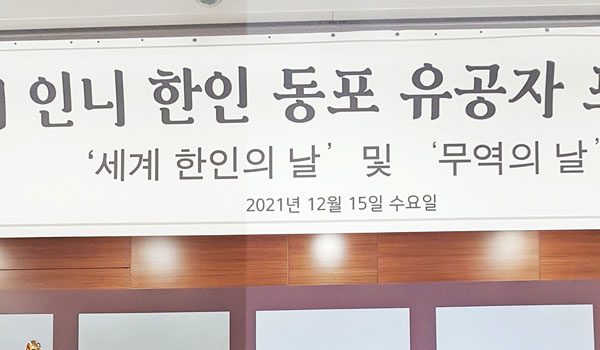 인니 한인 동포 유공자
‘세계 한인의 날’ 및 ‘무역의 날’
2021년 12월 15일 수요일